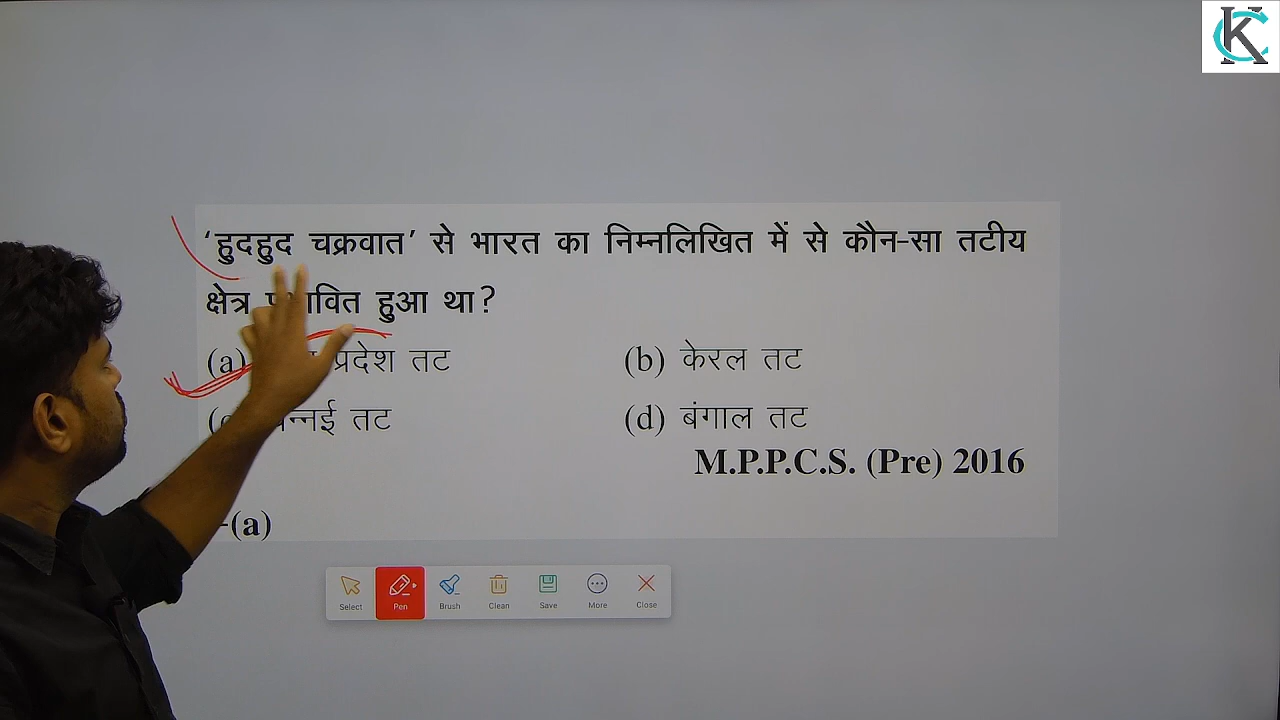 'हुदहुद चक्रवात' से भारत का निम्नलिखित में से कौन-सा तटीय
क्षेत्र हुआ था?
(a) प्रदेश तट
(b) केरल तट
तट
(d) बंगाल तट
M.P.P.C.S. (Pre) 2016
-(a)
Select Pen Brush Clean Save More Close
KC